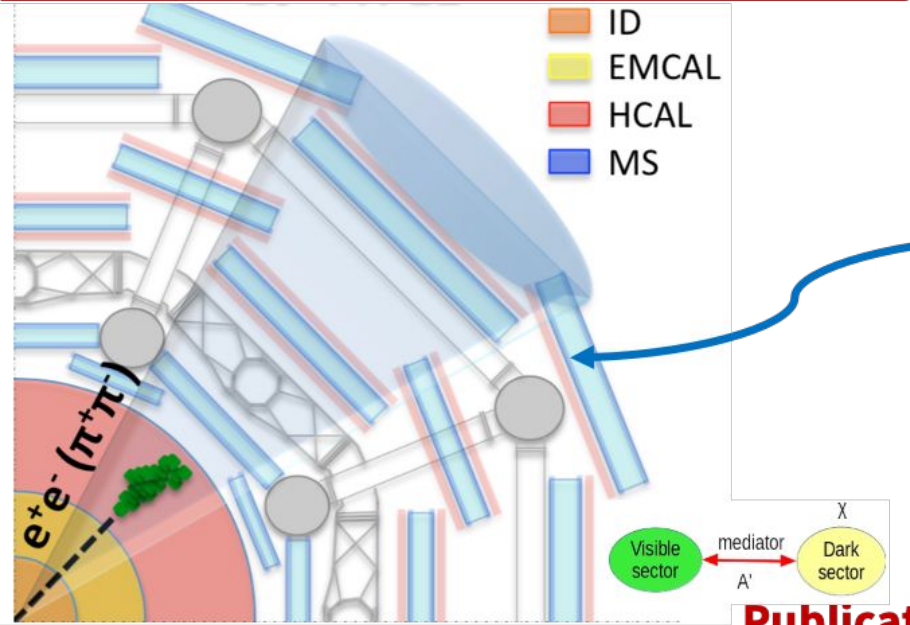 ID
EMCAL
HCAL
MS
e⁺e⁻ (π⁺π⁻)
χ
Visible sector
mediator
A'
Dark sector